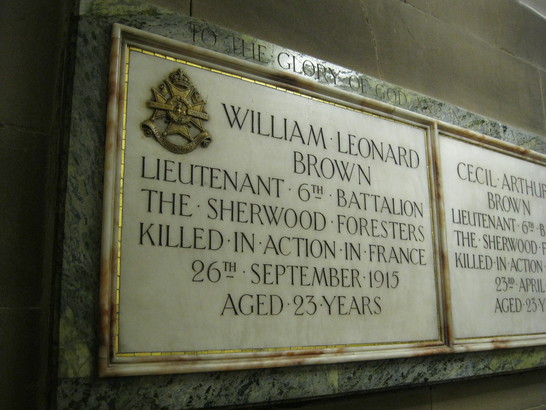 TO THE GLORY OF GOD
WILLIAM·LEONARD
BROWN
LIEUTENANT·6TH·BATTALION
THE·SHERWOOD·FORESTERS
KILLED·IN·ACTION·IN·FRANCE
26TH·SEPTEMBER·1915
AGED·23·YEARS
CECIL·ARTHUR
BROWN
LIEUTENANT·6TH·B
THE·SHERWOOD·F
KILLED·IN·ACTION
23RD·APRIL
AGED·23·Y